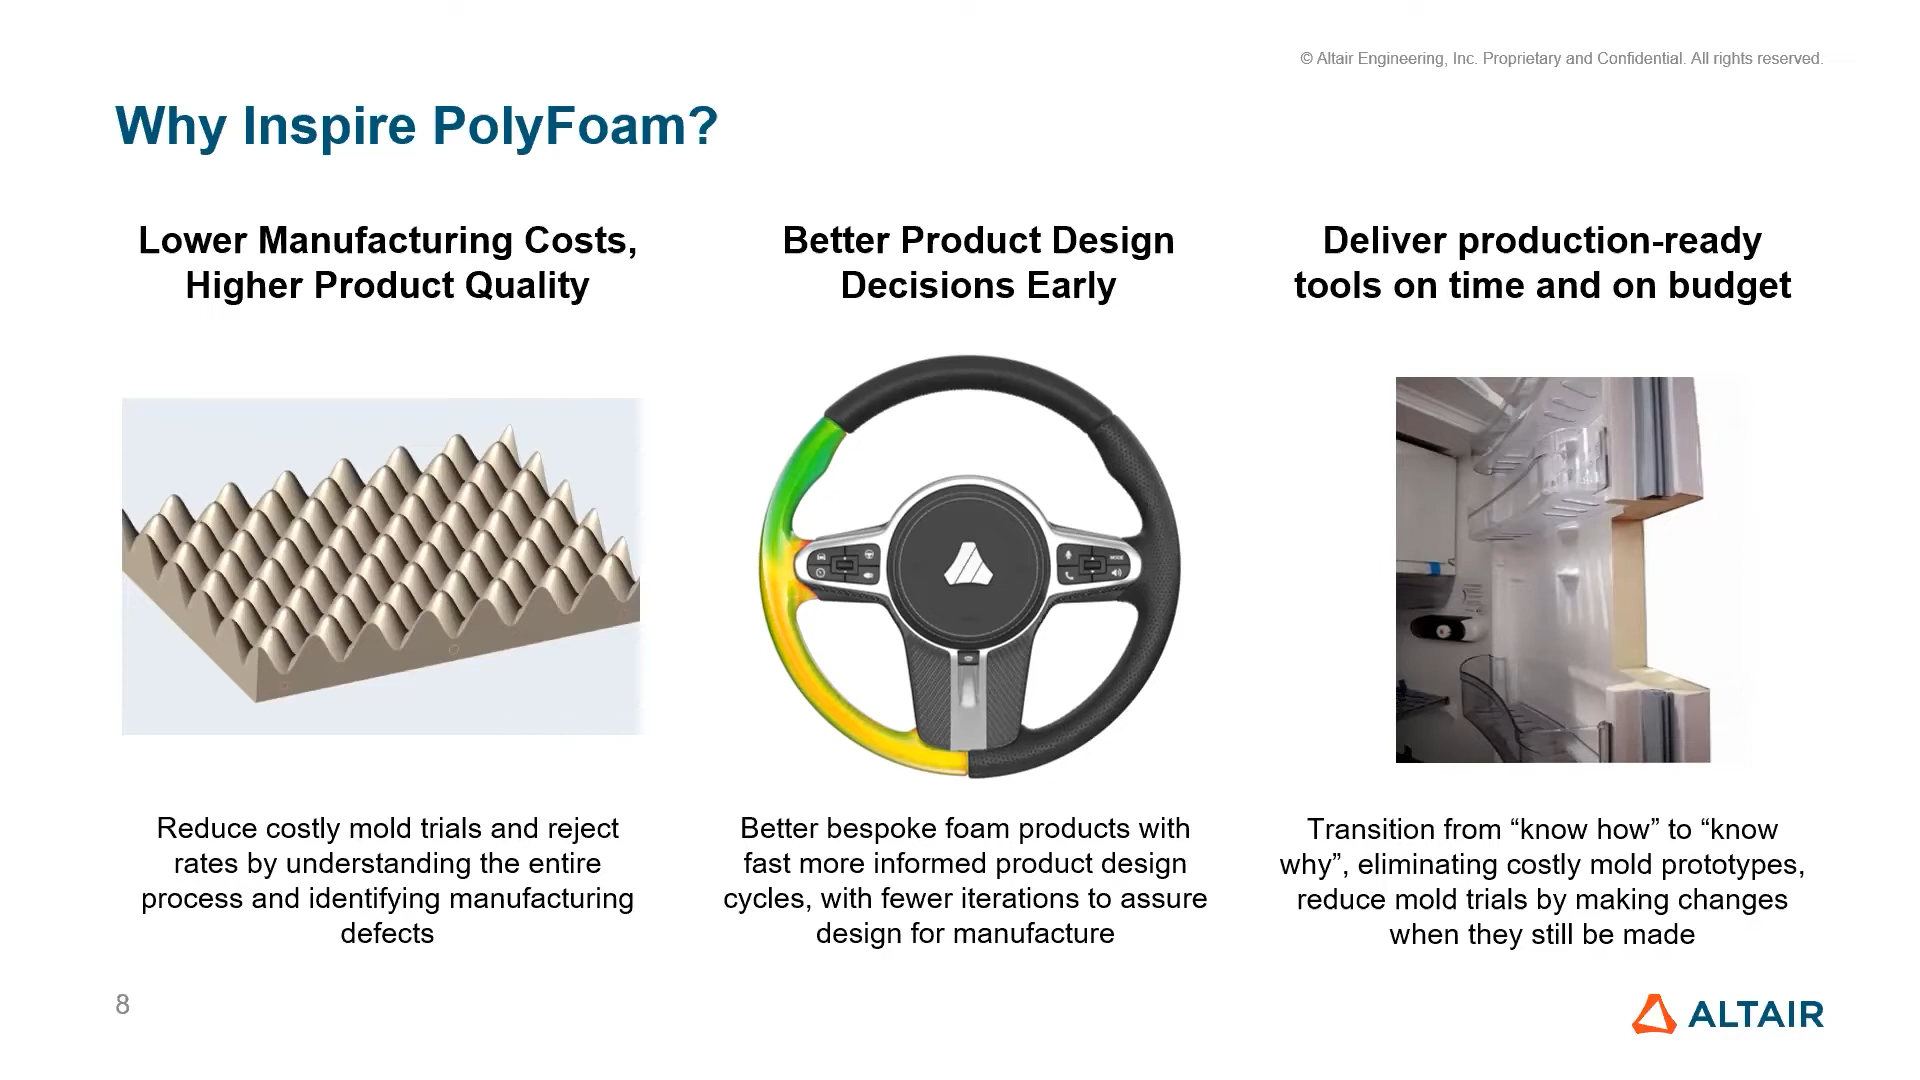 © Altair Engineering, Inc. Proprietary and Confidential. All rights reserved.
Why Inspire PolyFoam?
Lower Manufacturing Costs,
Higher Product Quality
Better Product Design
Decisions Early
Deliver production-ready
tools on time and on budget
MODE
Reduce costly mold trials and reject
rates by understanding the entire
process and identifying manufacturing
defects
Better bespoke foam products with
fast more informed product design
cycles, with fewer iterations to assure
design for manufacture
Transition from “know how” to “know
why”, eliminating costly mold prototypes,
reduce mold trials by making changes
when they still be made
8
ALTAIR